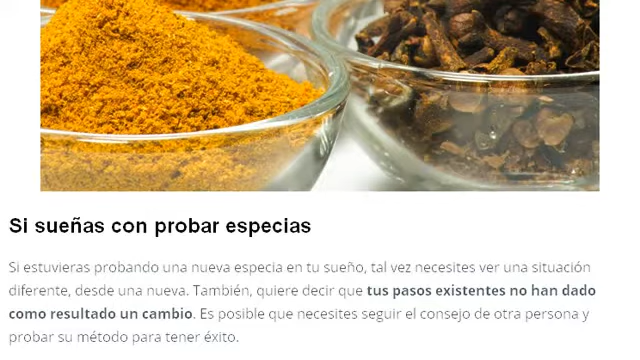 Si sueñas con probar especias
Si estuvieras probando una nueva especia en tu sueño, tal vez necesites ver una situación
diferente, desde una nueva. También, quiere decir que tus pasos existentes no han dado
como resultado un cambio. Es posible que necesites seguir el consejo de otra persona y
probar su método para tener éxito.